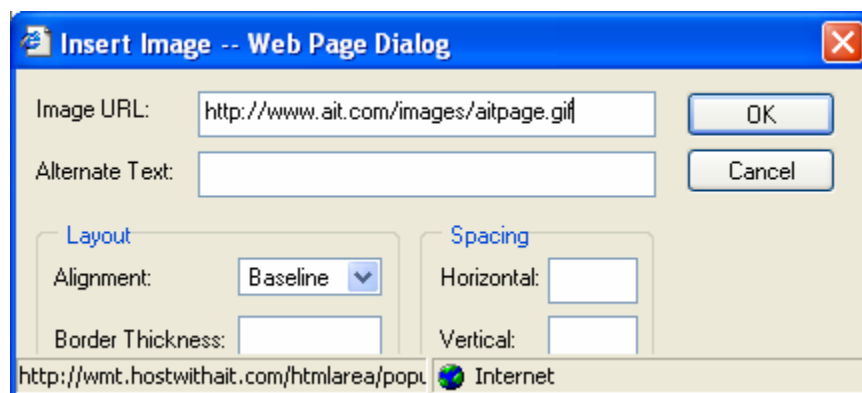 Insert Image -- Web Page Dialog
Image URL: http://www.ait.com/images/aitpage.gif OK
Alternate Text: Cancel
Layout Spacing
Alignment: Baseline Horizontal:
Border Thickness: Vertical:
http://wmt.hostwithait.com/htmlarea/popu Internet